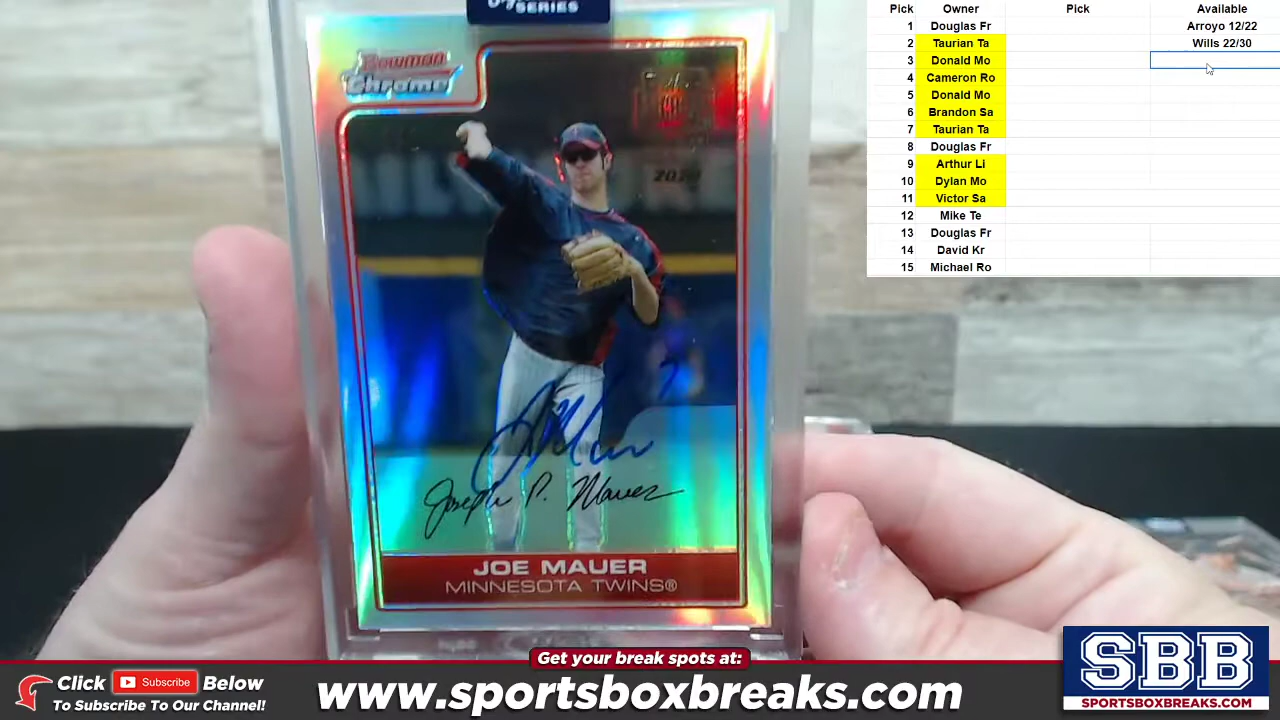 SERIES
Pick Owner Pick Available
1 Douglas Fr Arroyo 12/22
2 Taurian Ta Wills 22/30
3 Donald Mo
4 Cameron Ro
5 Donald Mo
6 Brandon Sa
7 Taurian Ta
8 Douglas Fr
9 Arthur Li
10 Dylan Mo
11 Victor Sa
12 Mike Te
13 Douglas Fr
14 David Kr
15 Michael Ro
Bowman
Chrome
Joseph P. Mauer
JOE MAUER
MINNESOTA TWINS®
Get your break spots at:
Click Subscribe Below
To Subscribe To Our Channel!
www.sportsboxbreaks.com
SBB
SPORTSBOXBREAKS.COM